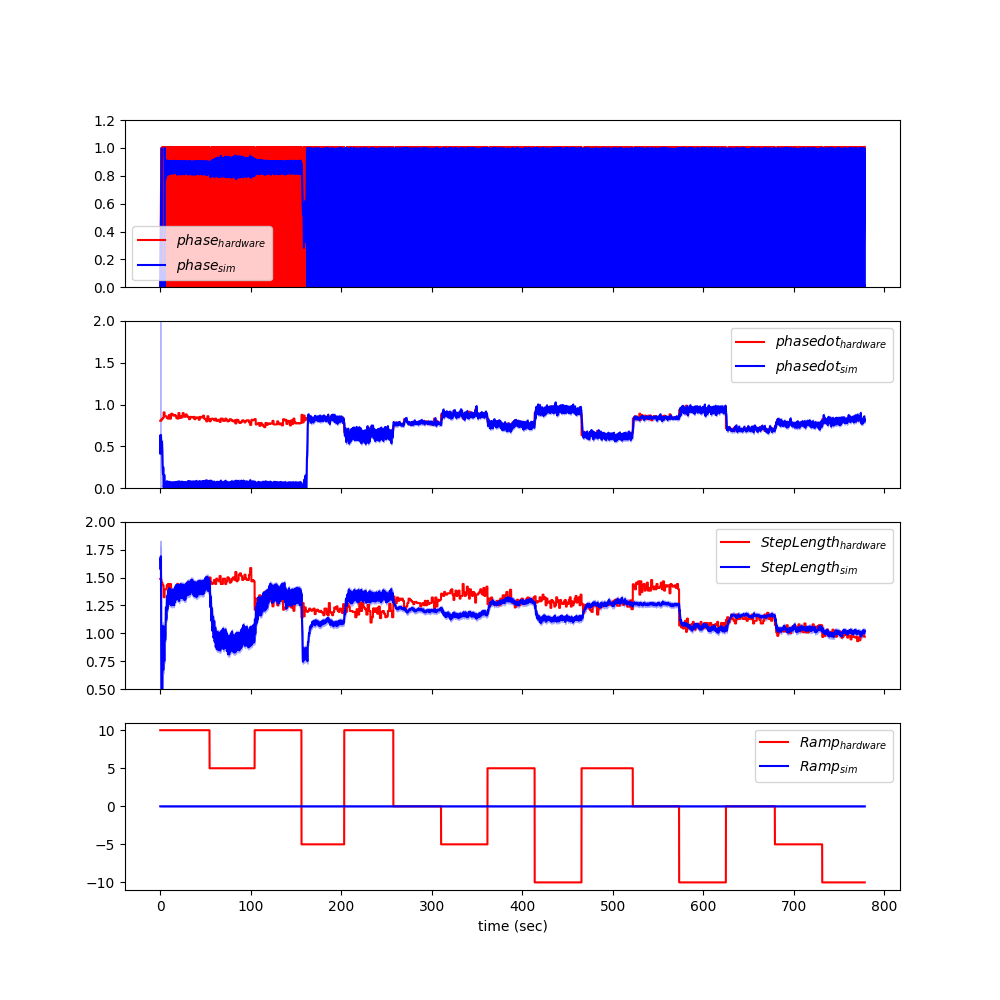 1.2
1.0
0.8
0.6
0.4
0.2
0.0
phase_hardware
phase_sim
2.0
1.5
1.0
0.5
0.0
phasedot_hardware
phasedot_sim
2.00
1.75
1.50
1.25
1.00
0.75
0.50
StepLength_hardware
StepLength_sim
10
5
0
−5
−10
Ramp_hardware
Ramp_sim
0 100 200 300 400 500 600 700 800
time (sec)